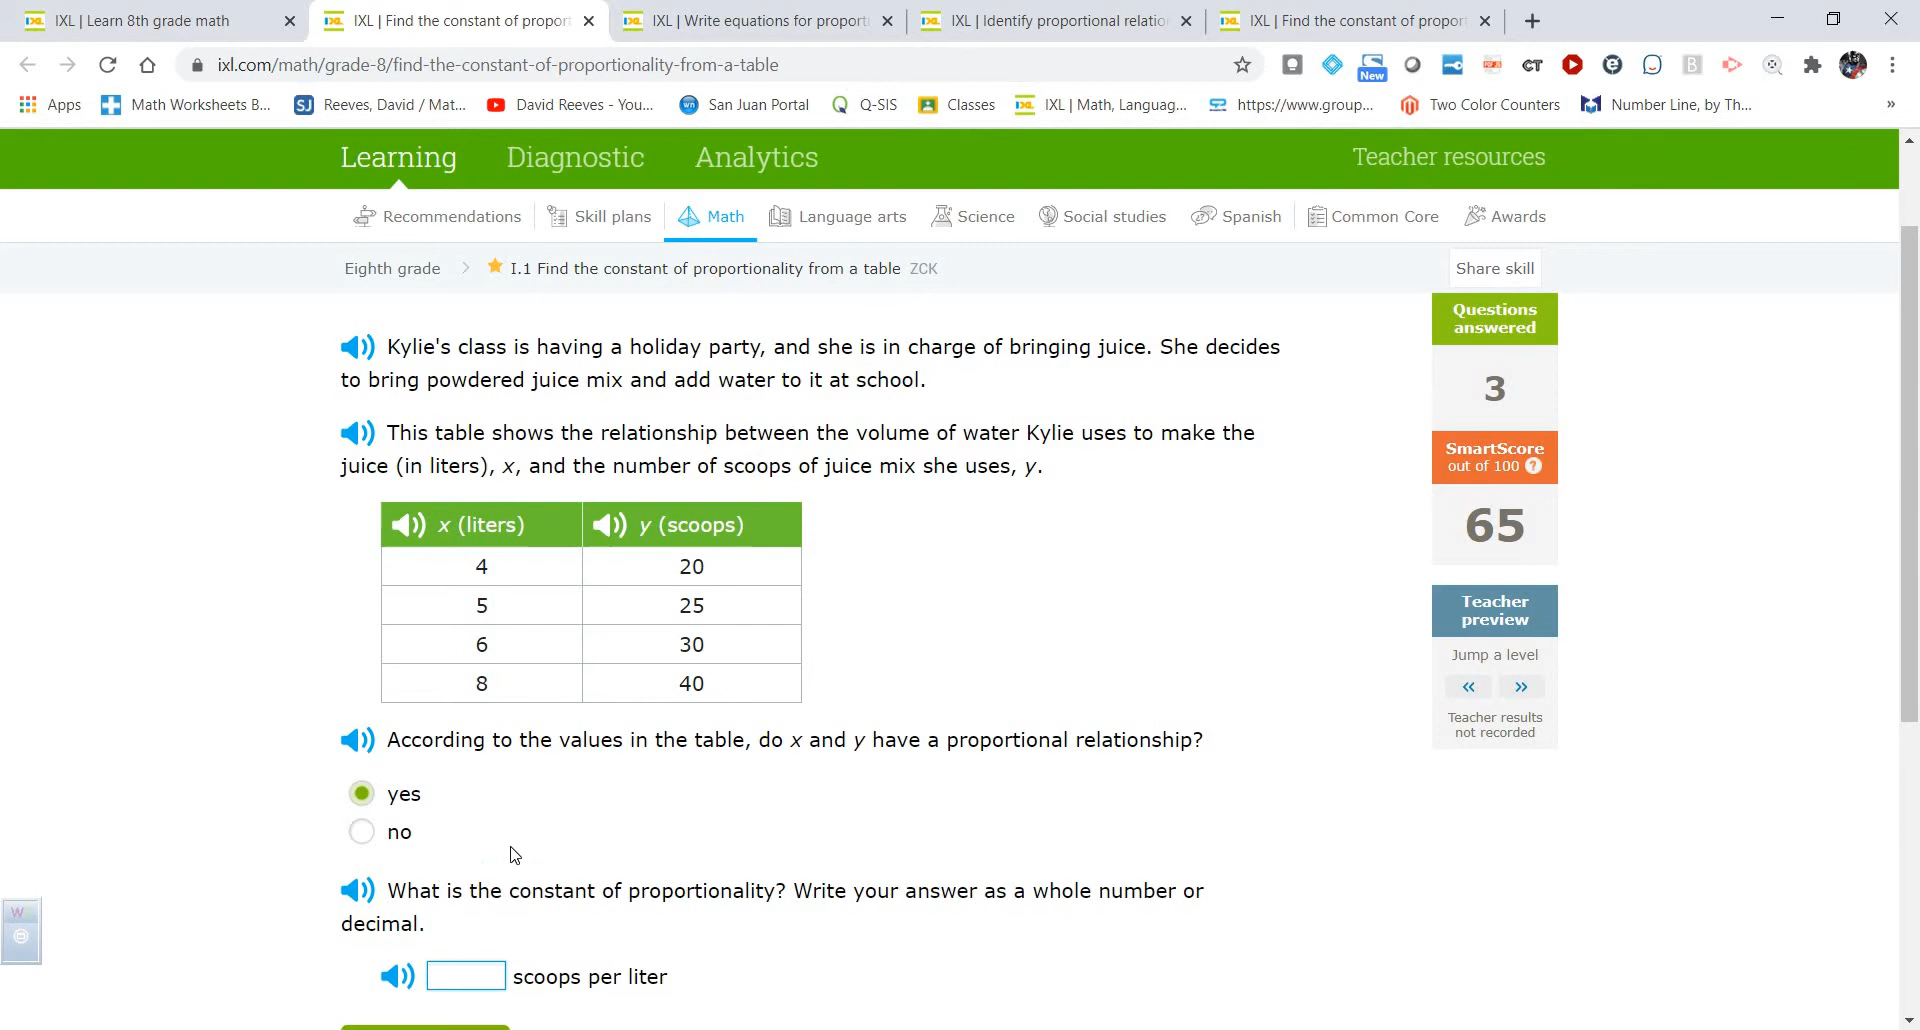 IXL | Learn 8th grade math
IXL | Find the constant of propor
IXL | Write equations for proport
IXL | Identify proportional relatio
IXL | Find the constant of propor
ixl.com/math/grade-8/find-the-constant-of-proportionality-from-a-table
New
Apps Math Worksheets B... SJ Reeves, David / Mat... David Reeves - You... wn San Juan Portal Q-SIS Classes IXL | Math, Languag... https://www.group... Two Color Counters Number Line, by Th... »
Learning Diagnostic Analytics Teacher resources
Recommendations Skill plans Math Language arts Science Social studies Spanish Common Core Awards
Eighth grade > I.1 Find the constant of proportionality from a table ZCK Share skill
Questions
answered
3
SmartScore
out of 100 ?
65
Teacher
preview
Jump a level
« »
Teacher results
not recorded
Kylie's class is having a holiday party, and she is in charge of bringing juice. She decides
to bring powdered juice mix and add water to it at school.
This table shows the relationship between the volume of water Kylie uses to make the
juice (in liters), x, and the number of scoops of juice mix she uses, y.
x (liters) y (scoops)
4 20
5 25
6 30
8 40
According to the values in the table, do x and y have a proportional relationship?
yes
no
What is the constant of proportionality? Write your answer as a whole number or
decimal.
scoops per liter
W